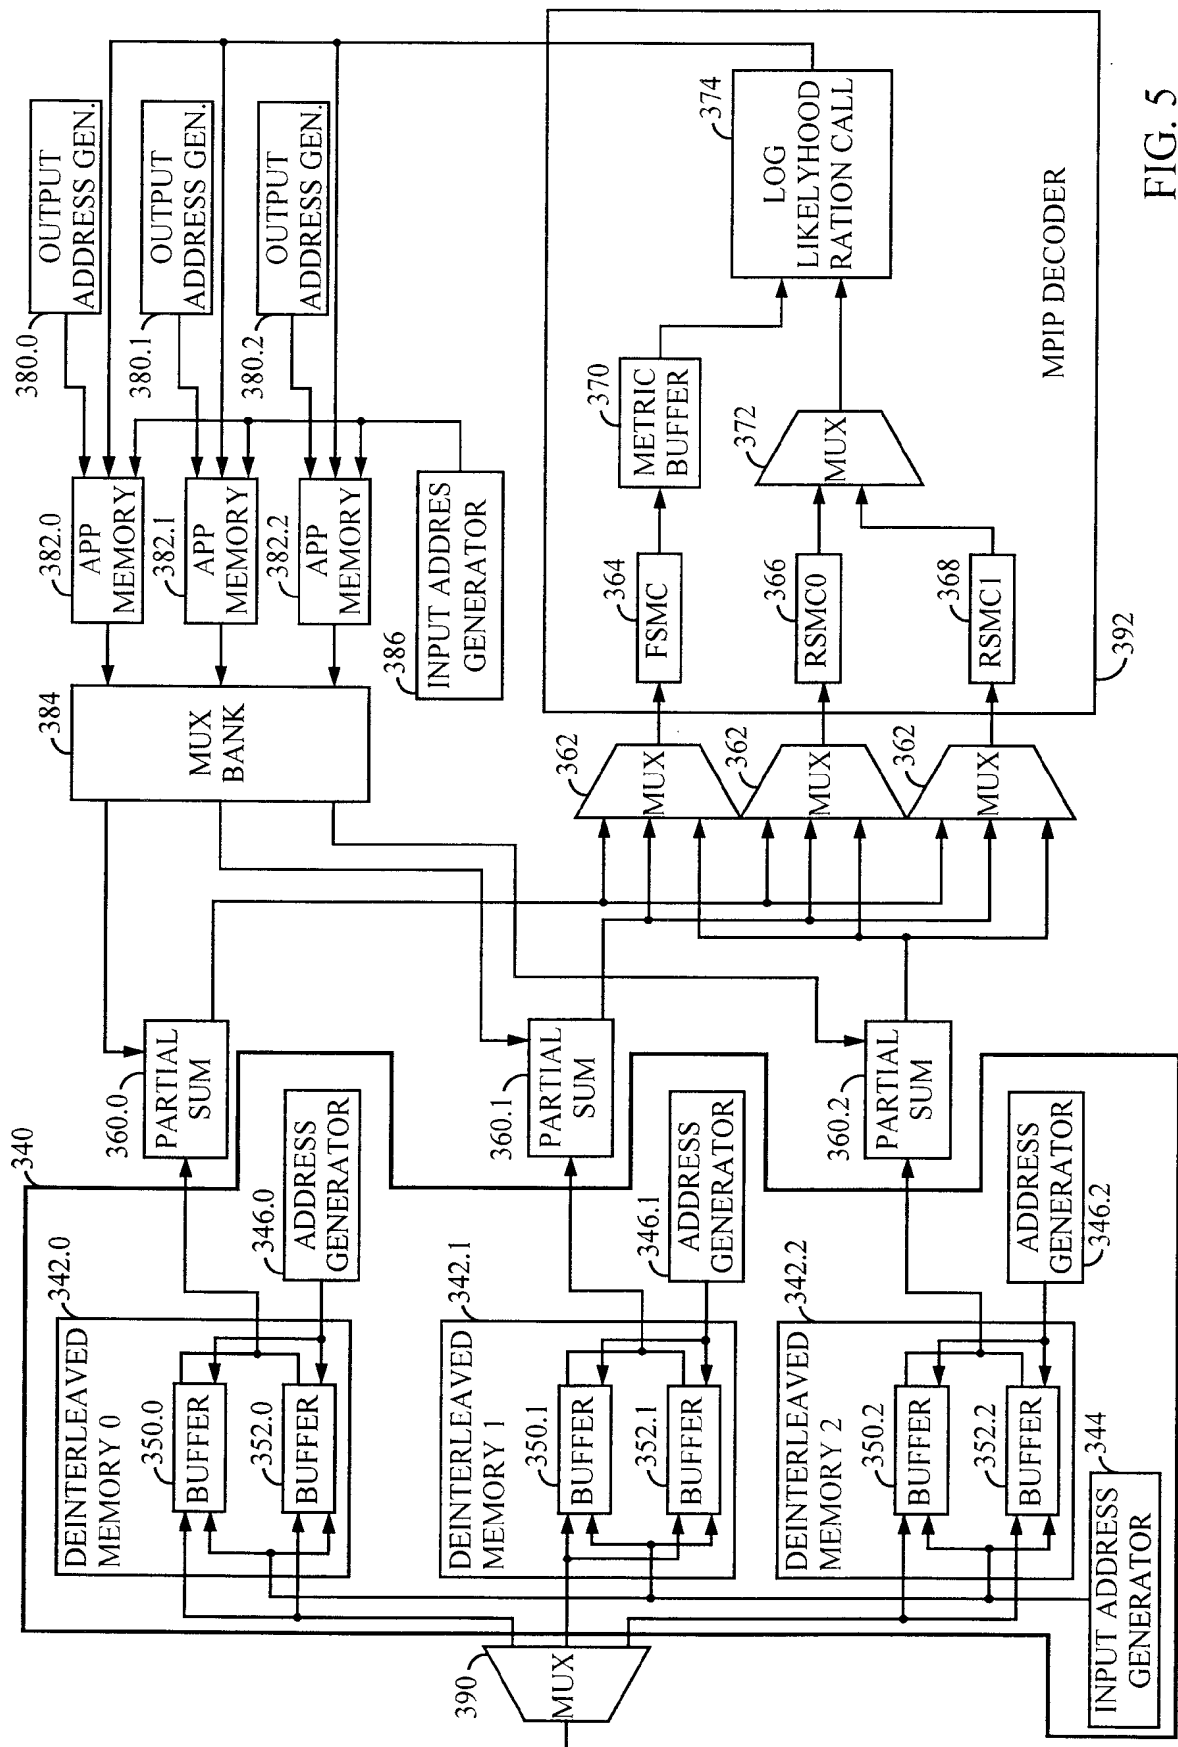 340
342.0
DEINTERLEAVED
MEMORY 0
350.0
BUFFER
352.0
BUFFER
346.0
ADDRESS
GENERATOR
360.0
PARTIAL
SUM
384
MUX
BANK
382.0
APP
MEMORY
382.1
APP
MEMORY
382.2
APP
MEMORY
380.0
OUTPUT
ADDRESS GEN.
380.1
OUTPUT
ADDRESS GEN.
380.2
OUTPUT
ADDRESS GEN.
386
INPUT ADDRES
GENERATOR
390
MUX
342.1
DEINTERLEAVED
MEMORY 1
350.1
BUFFER
352.1
BUFFER
346.1
ADDRESS
GENERATOR
360.1
PARTIAL
SUM
342.2
DEINTERLEAVED
MEMORY 2
350.2
BUFFER
352.2
BUFFER
346.2
ADDRESS
GENERATOR
360.2
PARTIAL
SUM
344
INPUT ADDRESS
GENERATOR
362
MUX
362
MUX
362
MUX
364
FSMC
366
RSMC0
368
RSMC1
370
METRIC
BUFFER
372
MUX
374
LOG
LIKELYHOOD
RATION CALL
MPIP DECODER
392
FIG. 5